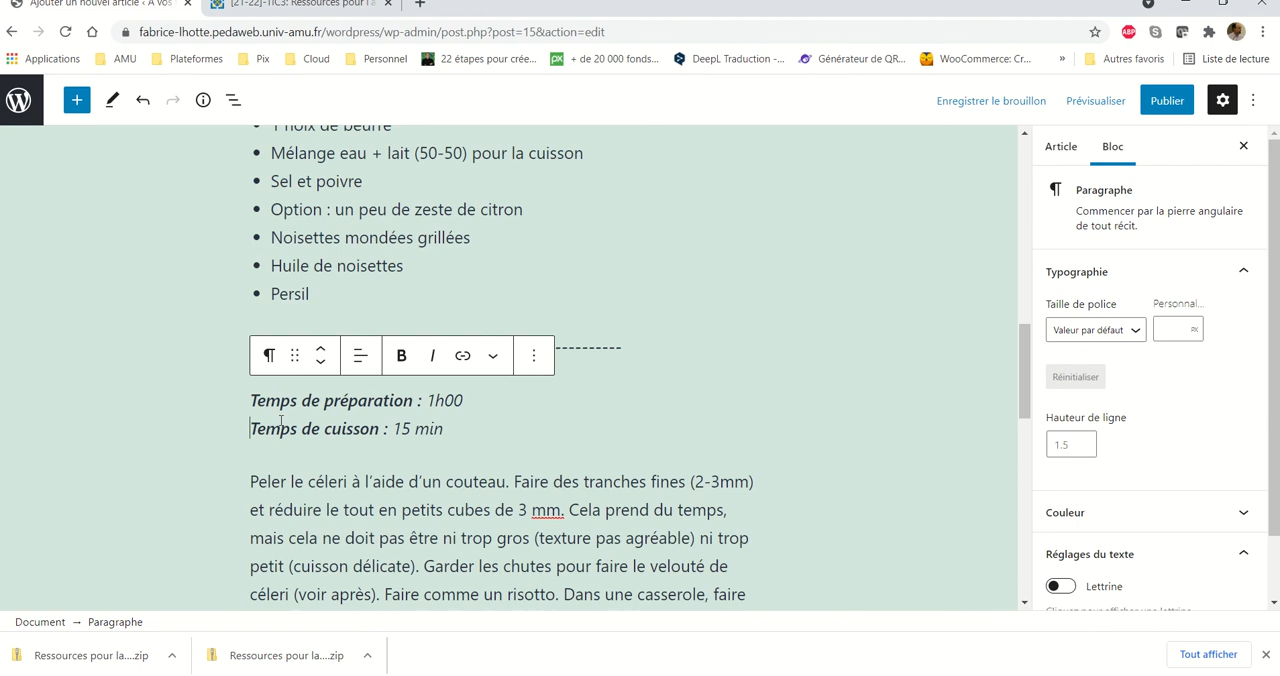 Ajouter un nouvel article ‹ A vos
[21-22]-TIC3: Ressources pour l'a
fabrice-lhotte.pedaweb.univ-amu.fr/wordpress/wp-admin/post.php?post=15&action=edit
ABP
Applications
AMU
Plateformes
Pix
Cloud
Personnel
22 étapes pour crée...
+ de 20 000 fonds...
DeepL Traduction -...
Générateur de QR...
WooCommerce: Cr...
»
Autres favoris
Liste de lecture
Enregistrer le brouillon
Prévisualiser
Publier
1 noix de beurre
Mélange eau + lait (50-50) pour la cuisson
Sel et poivre
Option : un peu de zeste de citron
Noisettes mondées grillées
Huile de noisettes
Persil
B I
----------
Temps de préparation : 1h00
Temps de cuisson : 15 min
Peler le céleri à l'aide d'un couteau. Faire des tranches fines (2-3mm)
et réduire le tout en petits cubes de 3 mm. Cela prend du temps,
mais cela ne doit pas être ni trop gros (texture pas agréable) ni trop
petit (cuisson délicate). Garder les chutes pour faire le velouté de
céleri (voir après). Faire comme un risotto. Dans une casserole, faire
Article
Bloc
Paragraphe
Commencer par la pierre angulaire
de tout récit.
Typographie
Taille de police
Personnal...
Valeur par défaut
PX
Réinitialiser
Hauteur de ligne
1.5
Couleur
Réglages du texte
Lettrine
Cliquez pour afficher une lettrine.
Document → Paragraphe
Ressources pour la....zip
Ressources pour la....zip
Tout afficher